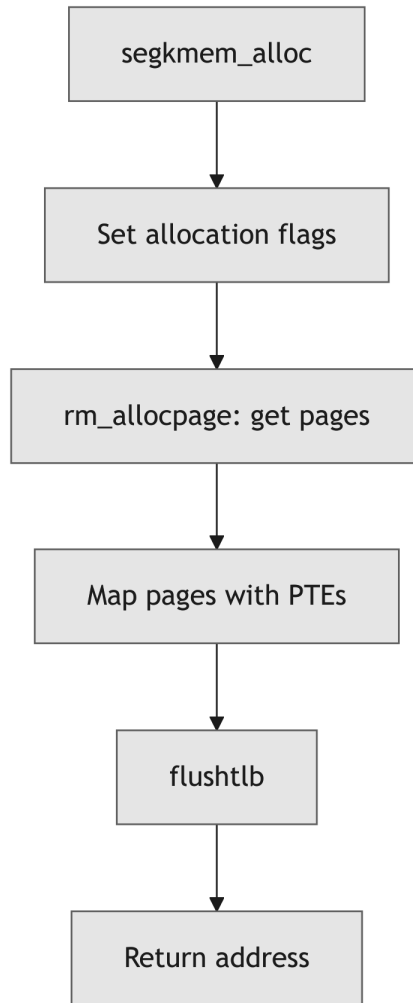 segkmem_alloc
Set allocation flags
rm_allocpage: get pages
Map pages with PTEs
flushtlb
Return address